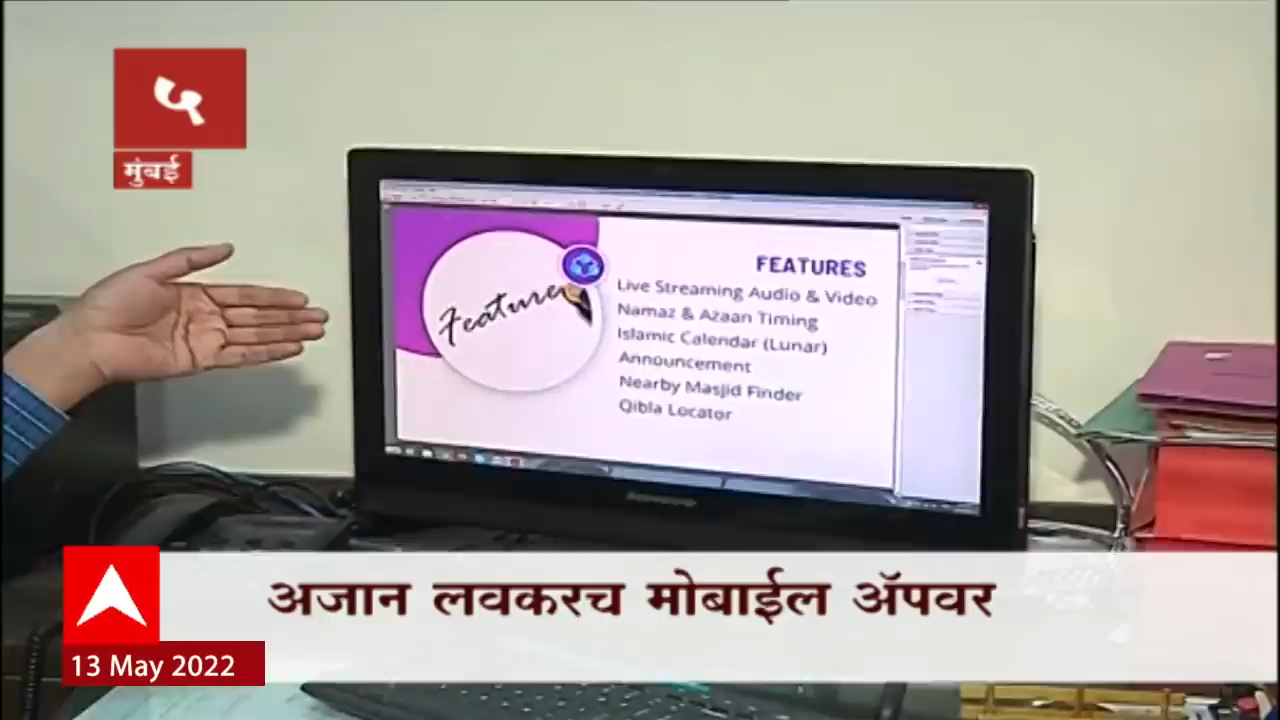 ५
मुंबई
Feature
FEATURES
Live Streaming Audio & Video
Namaz & Azaan Timing
Islamic Calendar (Lunar)
Announcement
Nearby Masjid Finder
Qibla Locator
अजान लवकरच मोबाईल ॲपवर
13 May 2022